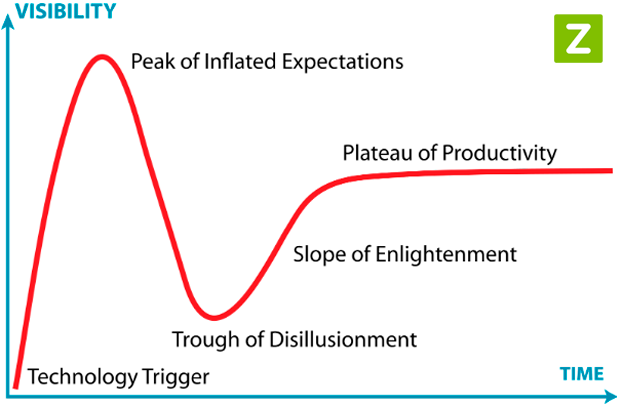 VISIBILITY
Z
Peak of Inflated Expectations
Plateau of Productivity
Slope of Enlightenment
Trough of Disillusionment
Technology Trigger
TIME